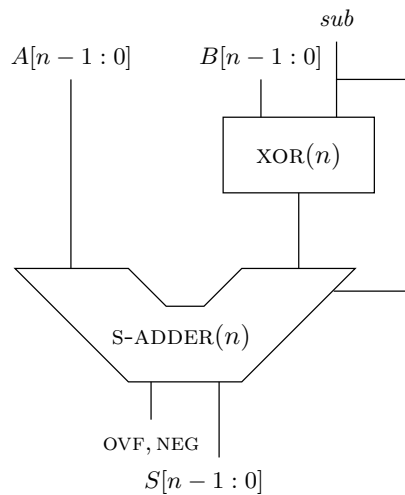 sub
A[n − 1 : 0]
B[n − 1 : 0]
XOR(n)
S-ADDER(n)
OVF, NEG
S[n − 1 : 0]